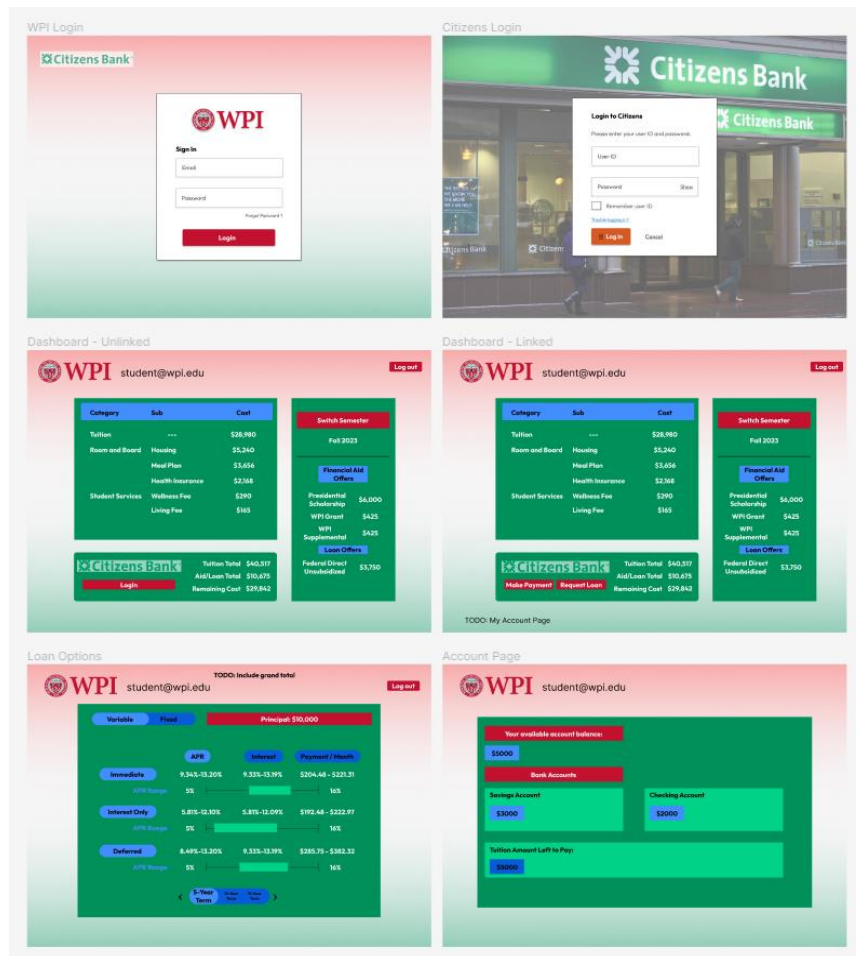 WPI Login
Citizens Bank
WPI
Sign In
Email
Password
Forgot Password ?
Login
Citizens Login
Citizens Bank
Citizens Bank
Login to Citizens
Please enter your user ID and password.
User ID
Password Show
Remember user ID
Log In Cancel
Citizens Bank
Citizens
Dashboard - Unlinked
WPI student@wpi.edu Log out
Category Sub Cost
Tuition --- $28,980
Room and Board Housing $5,240
Meal Plan $3,656
Health Insurance $2,168
Student Services Wellness Fee $290
Living Fee $165
Switch Semester
Fall 2023
Financial Aid
Offers
Presidential
Scholarship $6,000
WPI Grant $425
WPI
Supplemental $425
Loan Offers
Federal Direct
Unsubsidized $3,750
Citizens Bank
Login
Tuition Total $40,517
Aid/Loan Total $10,675
Remaining Cost $29,842
Dashboard - Linked
WPI student@wpi.edu Log out
Category Sub Cost
Tuition --- $28,980
Room and Board Housing $5,240
Meal Plan $3,656
Health Insurance $2,168
Student Services Wellness Fee $290
Living Fee $165
Switch Semester
Fall 2023
Financial Aid
Offers
Presidential
Scholarship $6,000
WPI Grant $425
WPI
Supplemental $425
Loan Offers
Federal Direct
Unsubsidized $3,750
Citizens Bank
Make Payment Request Loan
Tuition Total $40,517
Aid/Loan Total $10,675
Remaining Cost $29,842
TODO: My Account Page
Loan Options
TODO: Include grand total
WPI student@wpi.edu Log out
Variable Fixed Principal: $10,000
APR Interest Payment / Month
Immediate 9.34%-13.20% 9.33%-13.19% $204.48 - $221.31
APR Range 5% 16%
Interest Only 5.81%-12.10% 5.81%-12.09% $192.48 - $222.97
APR Range 5% 16%
Deferred 8.49%-13.20% 9.33%-13.19% $285.75 - $382.32
APR Range 5% 16%
5-Year
Term
Account Page
WPI student@wpi.edu
Your available account balance:
$5000
Bank Accounts
Savings Account
$3000
Checking Account
$2000
Tuition Amount Left to Pay:
$5000